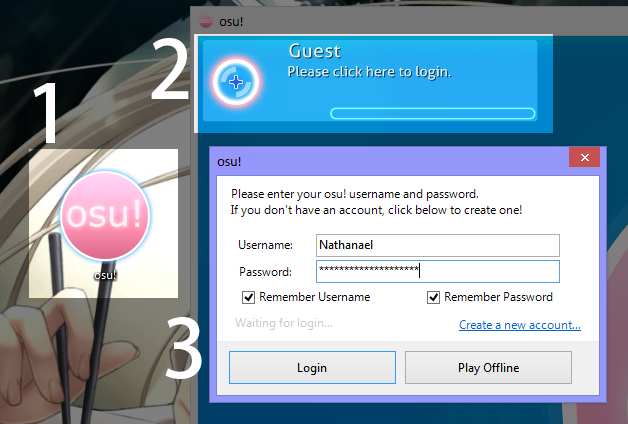 osu!
2
Guest
Please click here to login.
1
osu!
osu!
osu!
Please enter your osu! username and password.
If you don't have an account, click below to create one!
Username:
Nathanael
Password:
********************
Remember Username
Remember Password
3
Waiting for login...
Create a new account...
Login
Play Offline